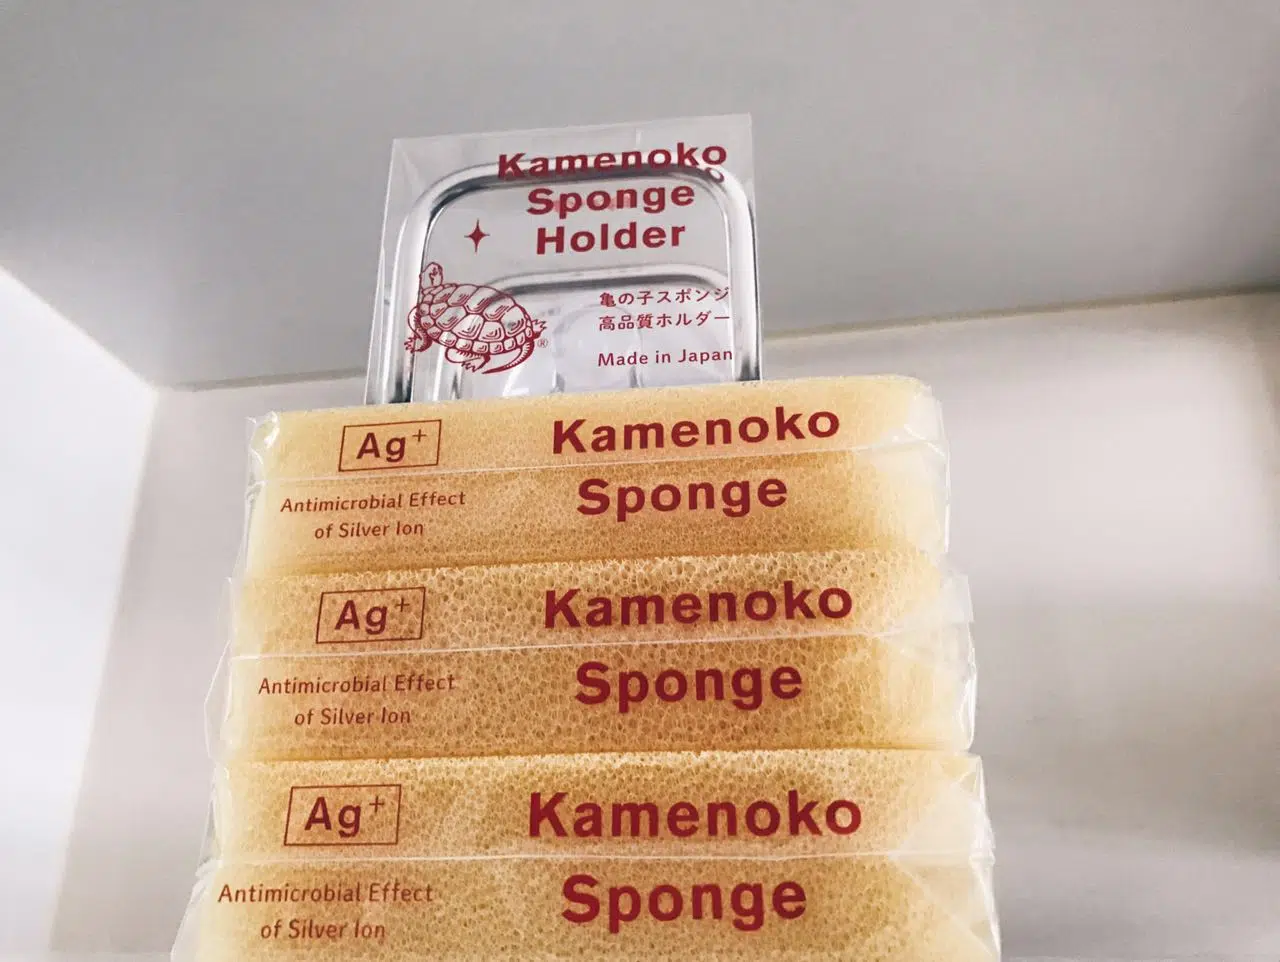 Kamenoko
Sponge
Holder
亀の子スポンジ
高品質ホルダー
®
Made in Japan
Ag+
Kamenoko
Antimicrobial Effect
of Silver Ion
Sponge
Ag+
Kamenoko
Antimicrobial Effect
of Silver Ion
Sponge
Ag+
Kamenoko
Antimicrobial Effect
of Silver Ion
Sponge